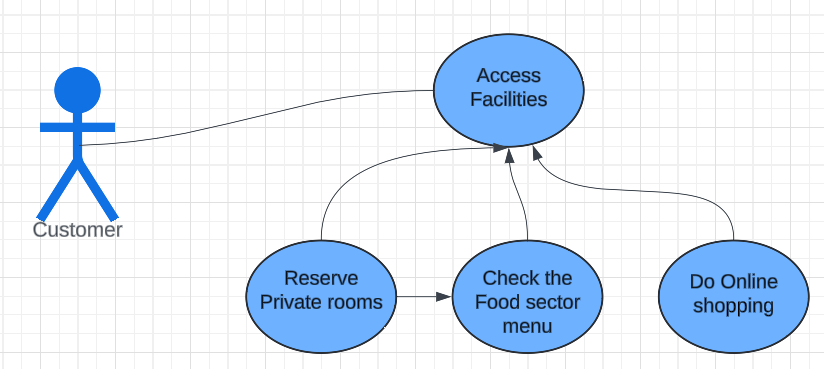 Access
Facilities
Customer
Reserve
Private rooms
Check the
Food sector
menu
Do Online
shopping